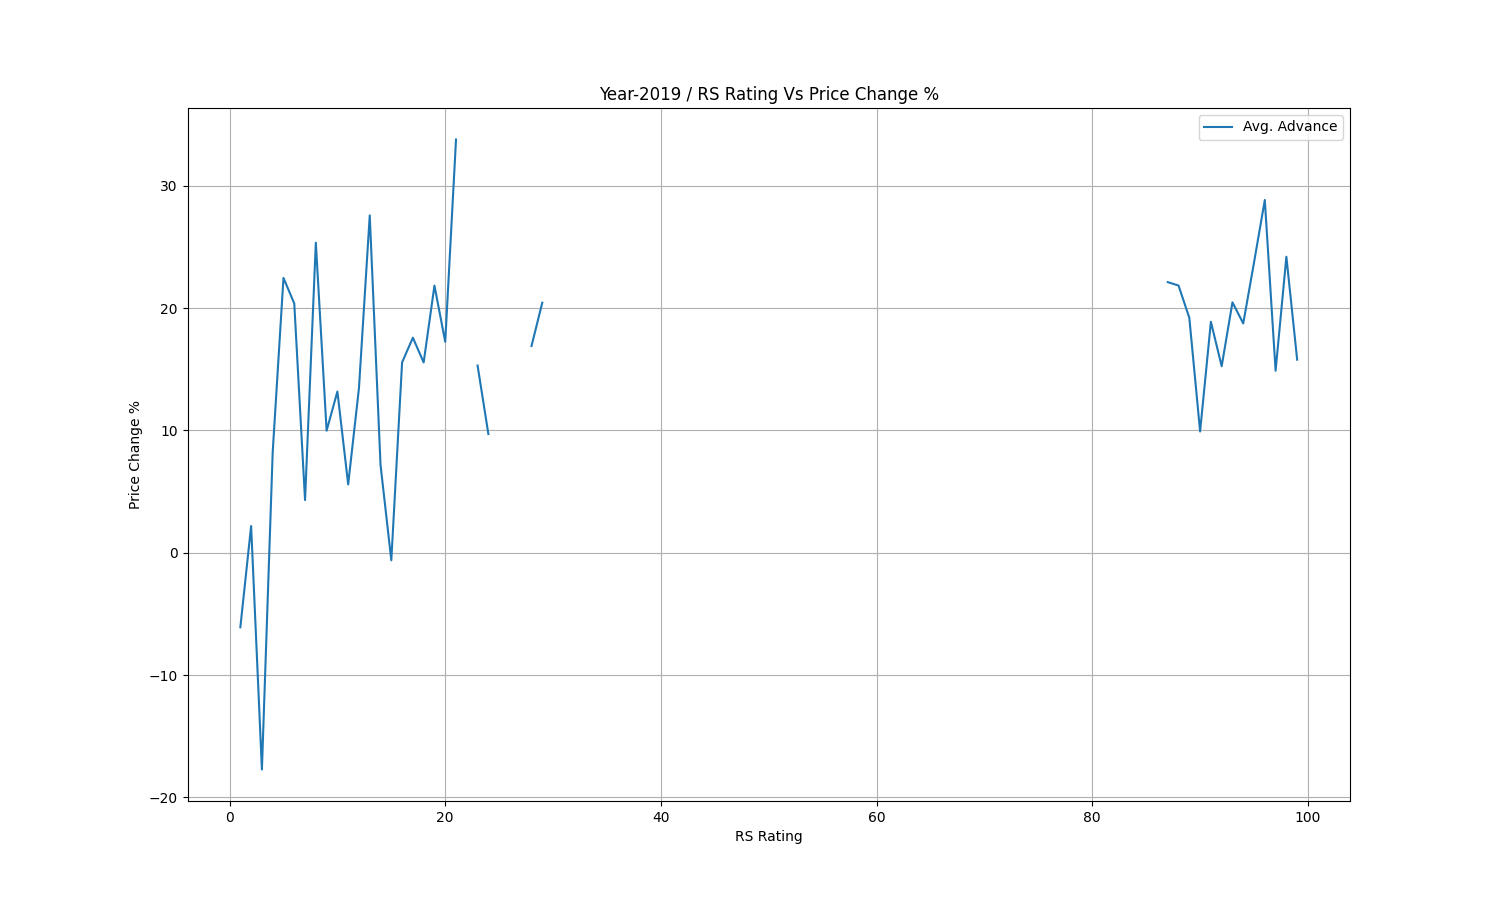 Year-2019 / RS Rating Vs Price Change %
Avg. Advance
30
20
10
0
−10
−20
Price Change %
0 20 40 60 80 100
RS Rating